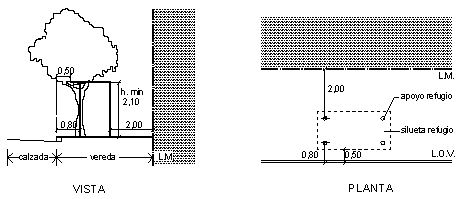 0,50
h. min
2,10
0,80
2,00
calzada
vereda
L.M.
VISTA
L.M.
2,00
apoyo refugio
silueta refugio
0,80
0,50
L.O.V.
PLANTA